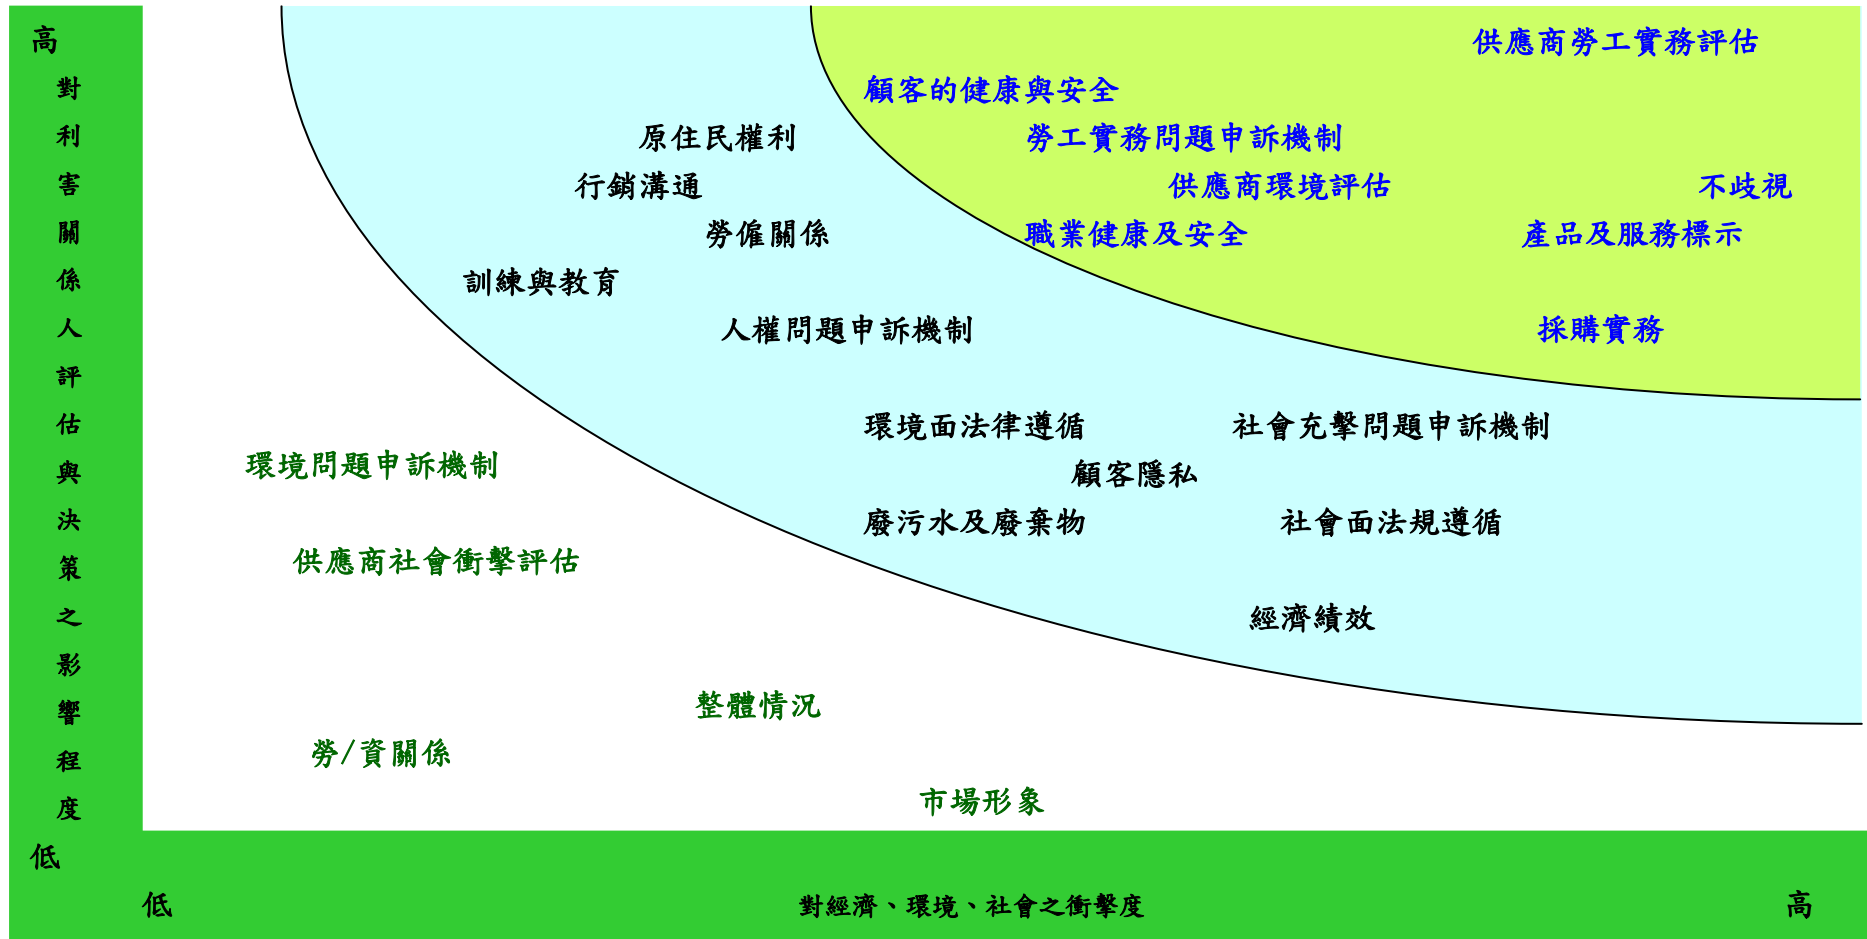 高
對利害關係人評估與決策之影響程度
低
供應商勞工實務評估
顧客的健康與安全
原住民權利
勞工實務問題申訴機制
行銷溝通
供應商環境評估
不歧視
勞僱關係
職業健康及安全
產品及服務標示
訓練與教育
人權問題申訴機制
採購實務
環境面法律遵循
社會充擊問題申訴機制
環境問題申訴機制
顧客隱私
廢污水及廢棄物
社會面法規遵循
供應商社會衝擊評估
經濟績效
整體情況
勞/資關係
市場形象
低
對經濟、環境、社會之衝擊度
高